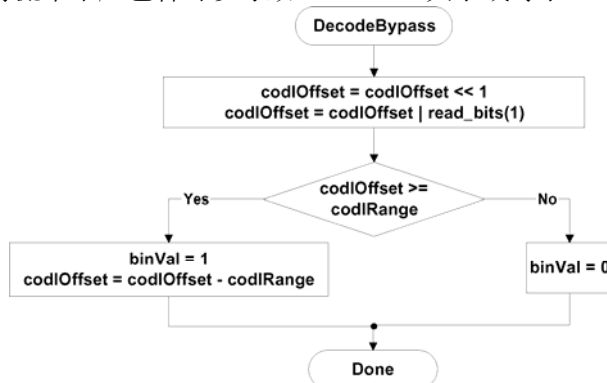 DecodeBypass
codIOffset = codIOffset << 1
codIOffset = codIOffset | read_bits(1)
codIOffset >=
codIRange
Yes
No
binVal = 1
codIOffset = codIOffset - codIRange
binVal = 0
Done